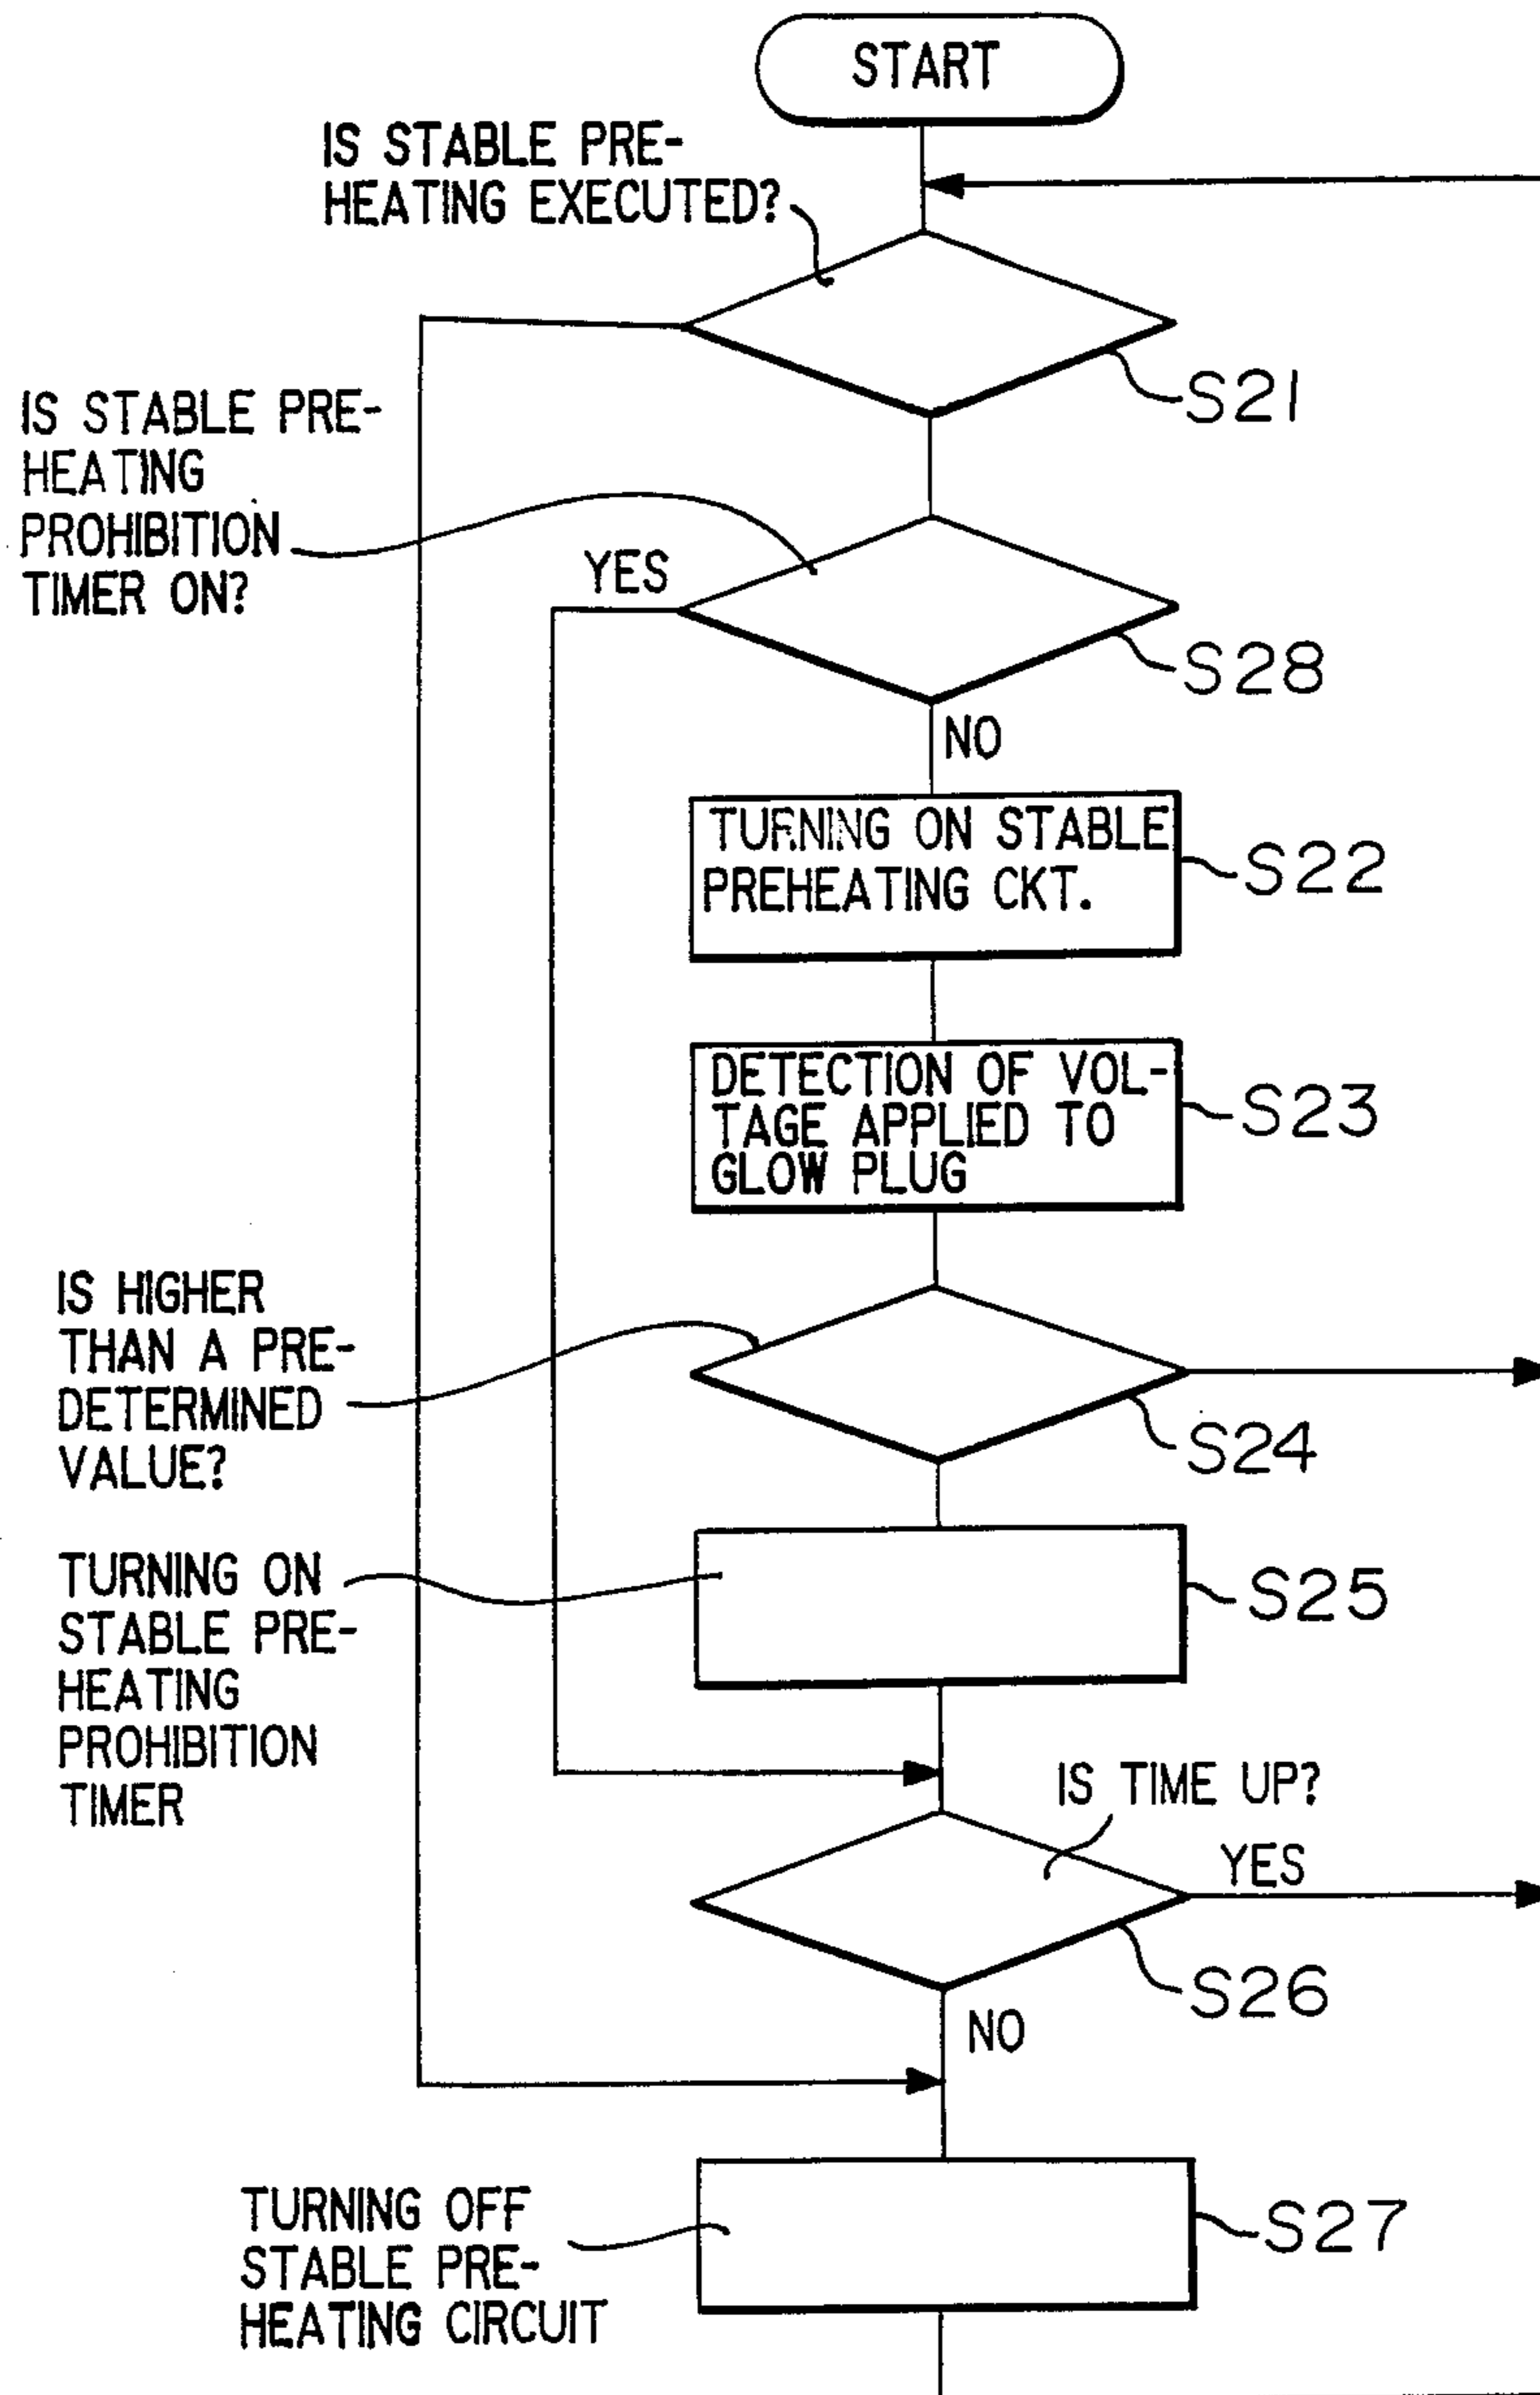 START
IS STABLE PRE-
HEATING EXECUTED?
S21
IS STABLE PRE-
HEATING
PROHIBITION
TIMER ON?
YES
S28
NO
TURNING ON STABLE
PREHEATING CKT.
S22
DETECTION OF VOL-
TAGE APPLIED TO
GLOW PLUG
S23
IS HIGHER
THAN A PRE-
DETERMINED
VALUE?
S24
TURNING ON
STABLE PRE-
HEATING
PROHIBITION
TIMER
S25
IS TIME UP?
YES
S26
NO
TURNING OFF
STABLE PRE-
HEATING CIRCUIT
S27